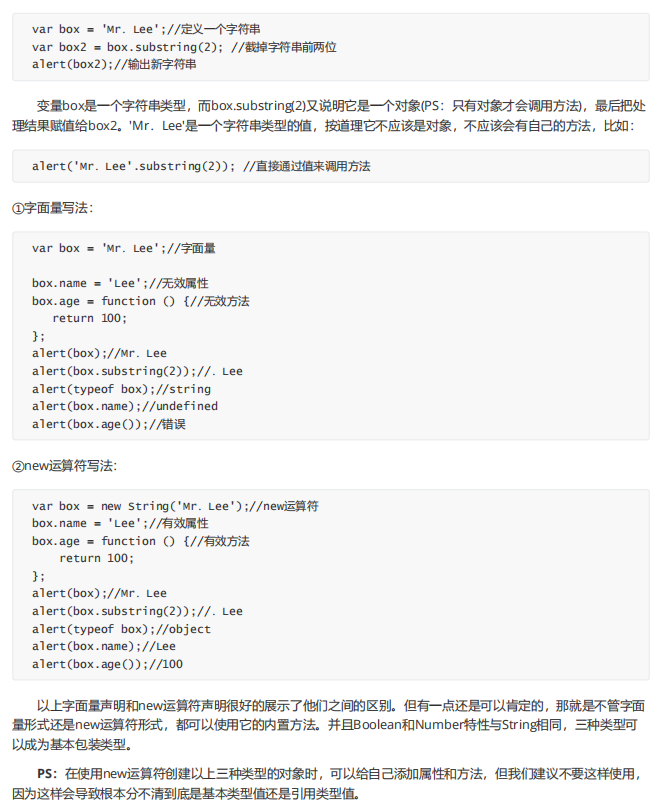 var box = 'Mr. Lee';//定义一个字符串
var box2 = box.substring(2); //截掉字符串前两位
alert(box2);//输出新字符串
变量box是一个字符串类型，而box.substring(2)又说明它是一个对象(PS：只有对象才会调用方法)，最后把处
理结果赋值给box2。'Mr. Lee'是一个字符串类型的值，按道理它不应该是对象，不应该会有自己的方法，比如：
alert('Mr. Lee'.substring(2)); //直接通过值来调用方法
①字面量写法：
var box = 'Mr. Lee';//字面量
box.name = 'Lee';//无效属性
box.age = function () {//无效方法
return 100;
};
alert(box);//Mr. Lee
alert(box.substring(2));//. Lee
alert(typeof box);//string
alert(box.name);//undefined
alert(box.age());//错误
②new运算符写法：
var box = new String('Mr. Lee');//new运算符
box.name = 'Lee';//有效属性
box.age = function () {//有效方法
return 100;
};
alert(box);//Mr. Lee
alert(box.substring(2));//. Lee
alert(typeof box);//object
alert(box.name);//Lee
alert(box.age());//100
以上字面量声明和new运算符声明很好的展示了他们之间的区别。但有一点还是可以肯定的，那就是不管字面
量形式还是new运算符形式，都可以使用它的内置方法。并且Boolean和Number特性与String相同，三种类型可
以成为基本包装类型。
PS：在使用new运算符创建以上三种类型的对象时，可以给自己添加属性和方法，但我们建议不要这样使用，
因为这样会导致根本分不清到底是基本类型值还是引用类型值。